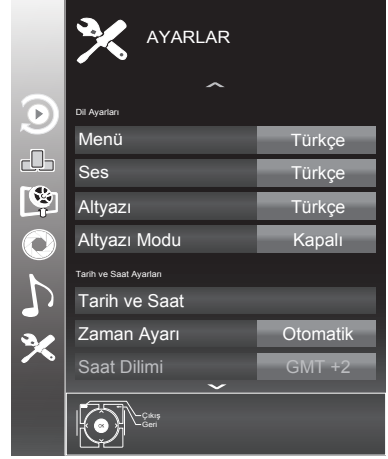 AYARLAR
Dil Ayarları
Menü Türkçe
Ses Türkçe
Altyazı Türkçe
Altyazı Modu Kapalı
Tarih ve Saat Ayarları
Tarih ve Saat
Zaman Ayarı Otomatik
Saat Dilimi GMT +2
Çıkış
Geri
OK